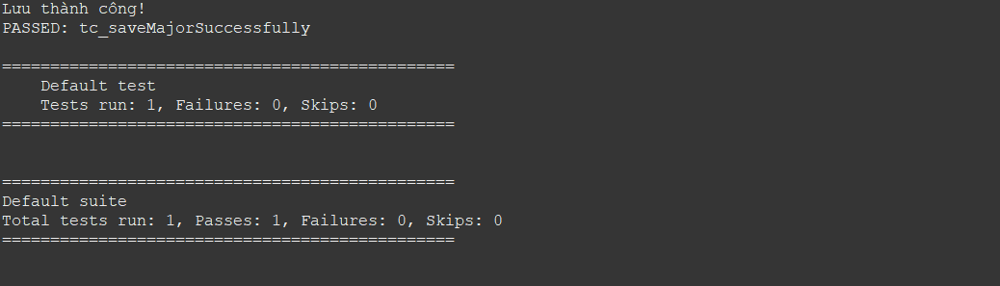 Lưu thành công!
PASSED: tc_saveMajorSuccessfully
===============================================
    Default test
    Tests run: 1, Failures: 0, Skips: 0
===============================================
===============================================
Default suite
Total tests run: 1, Passes: 1, Failures: 0, Skips: 0
===============================================